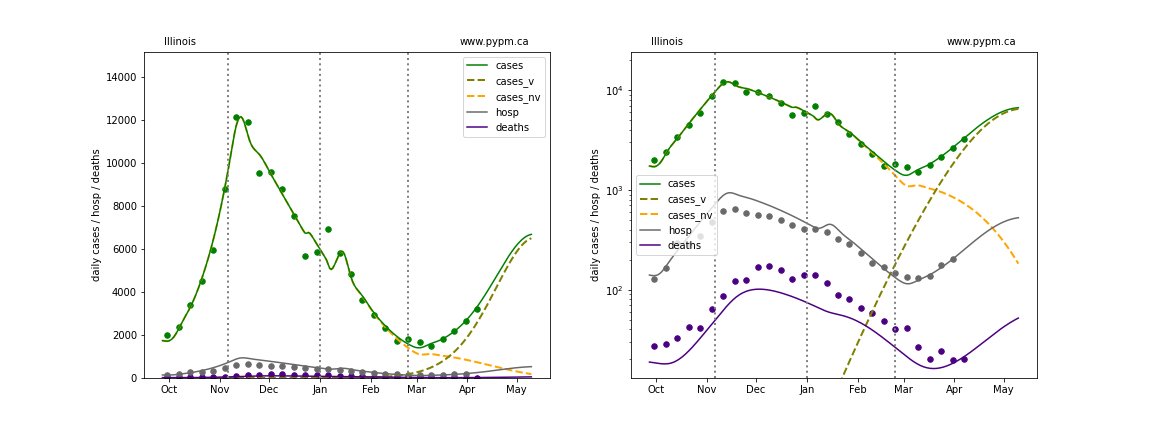 Illinois
www.pypm.ca
daily cases / hosp / deaths
14000
12000
10000
8000
6000
4000
2000
0
cases
cases_v
cases_nv
hosp
deaths
Oct Nov Dec Jan Feb Mar Apr May
Illinois
www.pypm.ca
daily cases / hosp / deaths
10⁴
10³
10²
cases
cases_v
cases_nv
hosp
deaths
Oct Nov Dec Jan Feb Mar Apr May